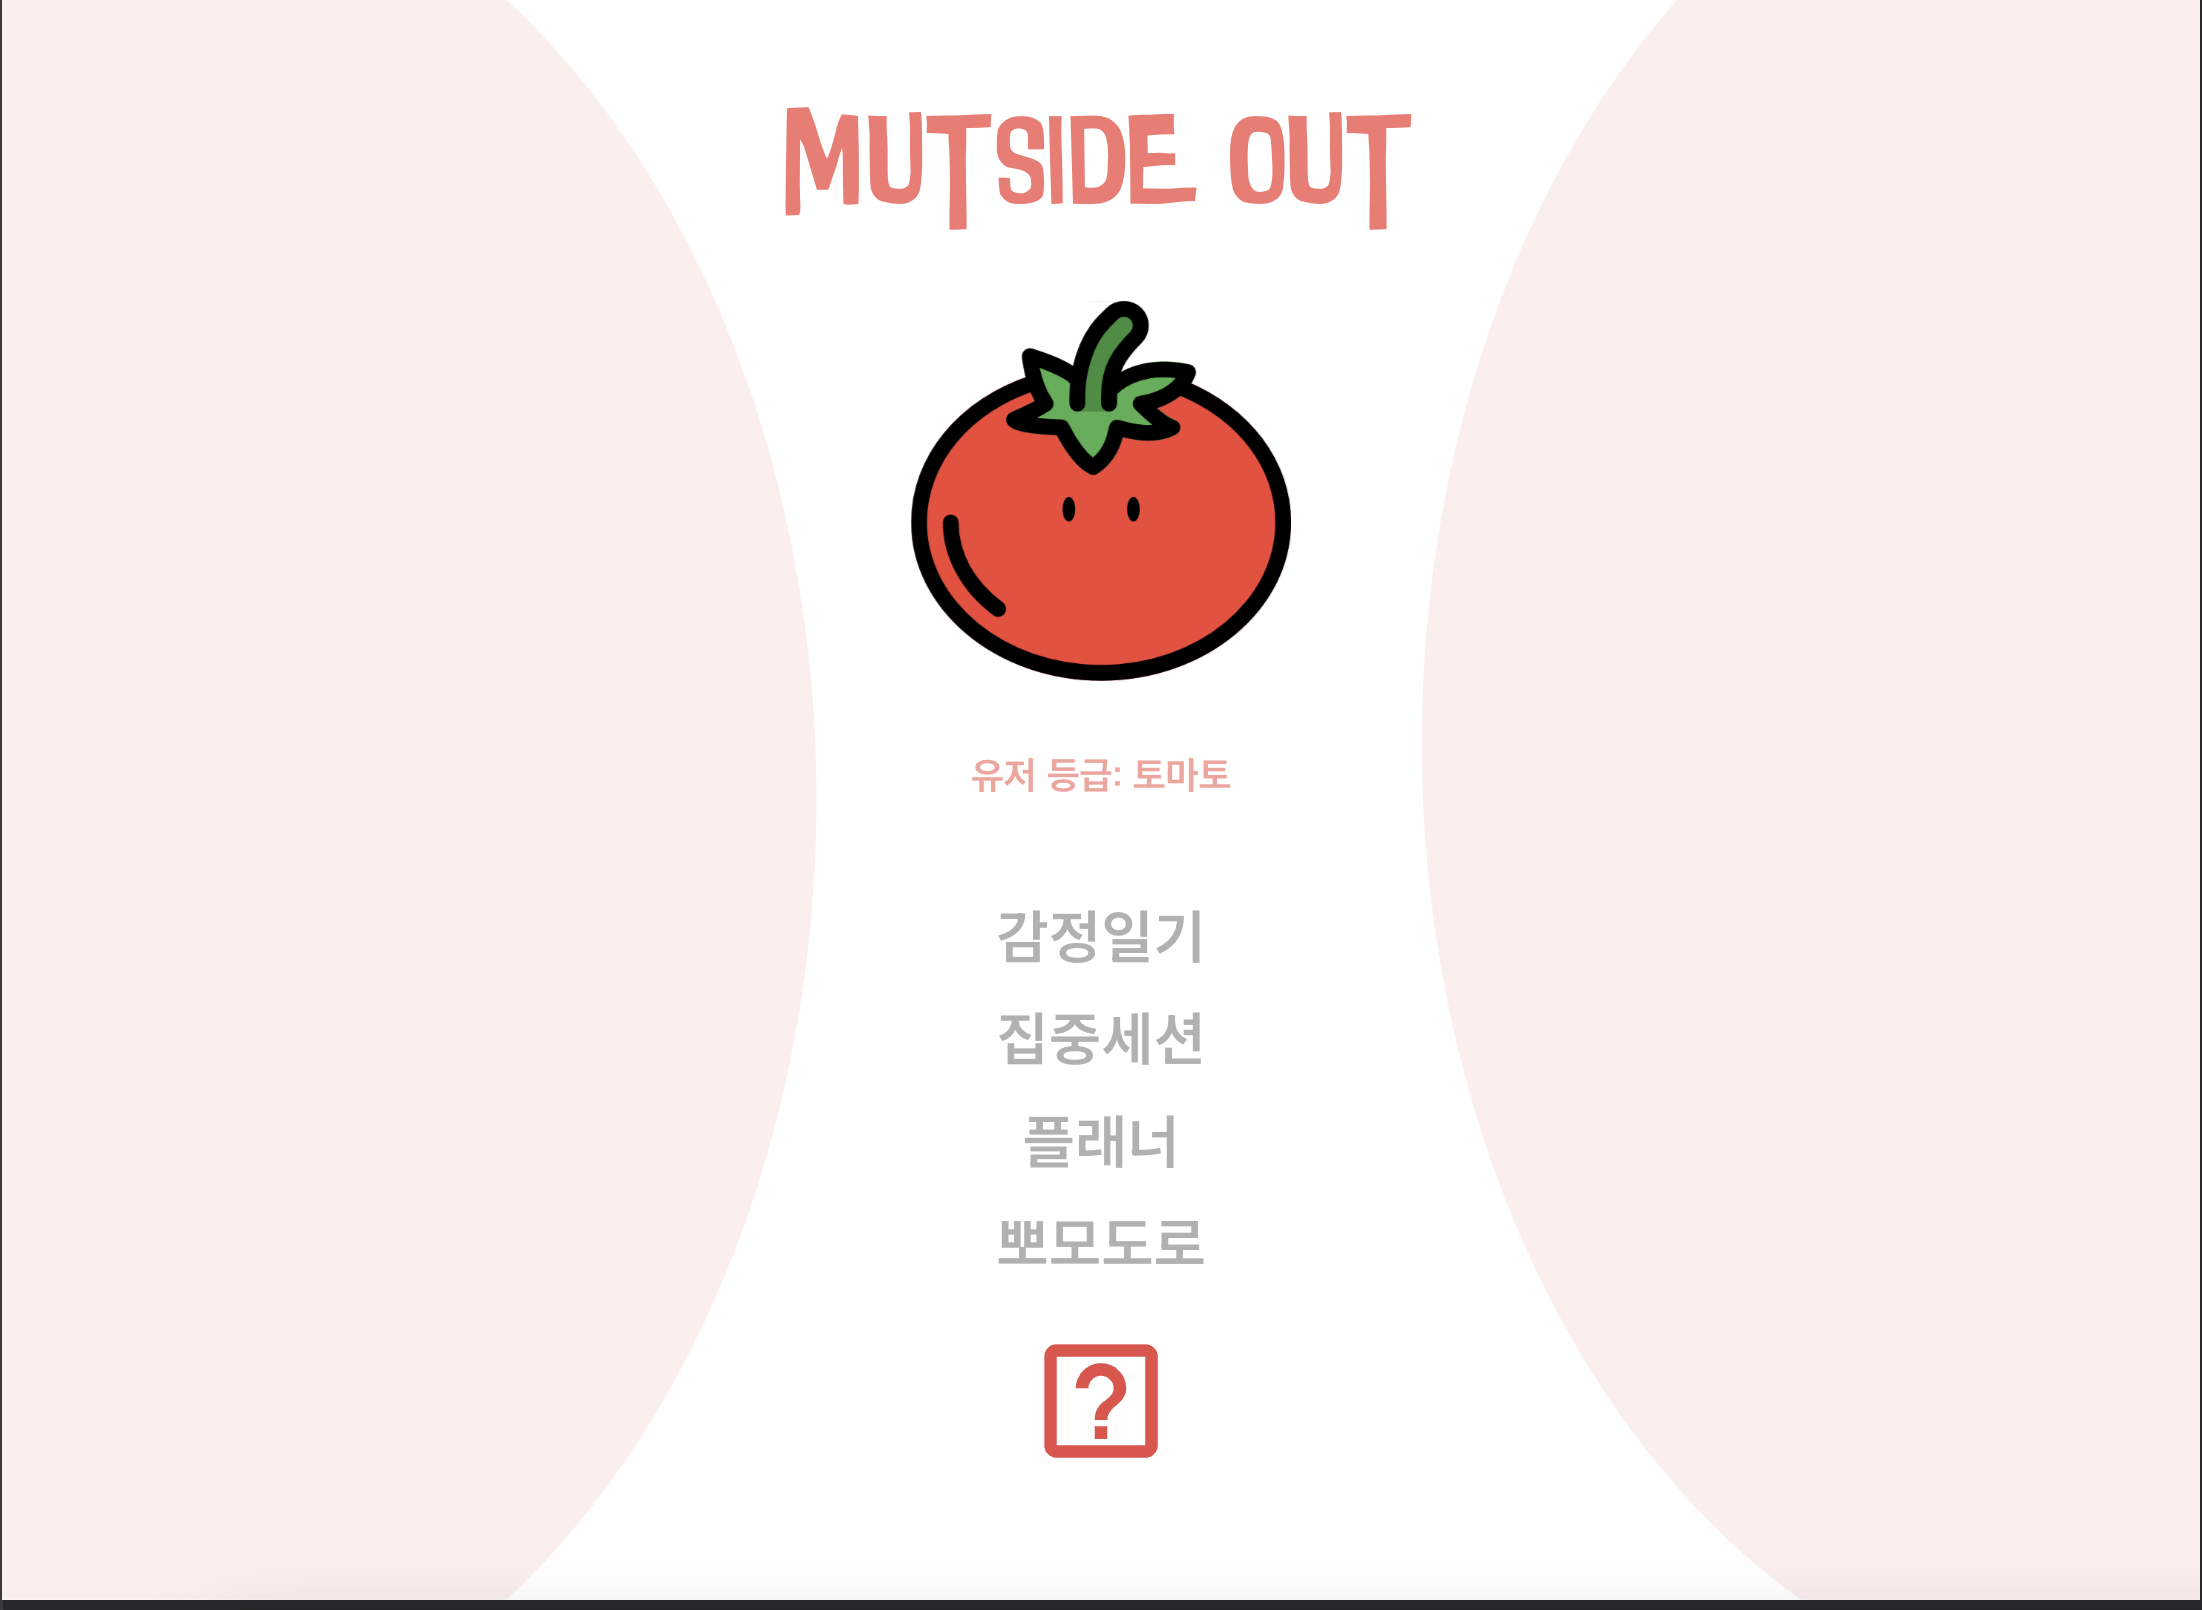 MUTSIDE OUT
유저 등급: 토마토
감정일기
집중세션
플래너
뽀모도로
?